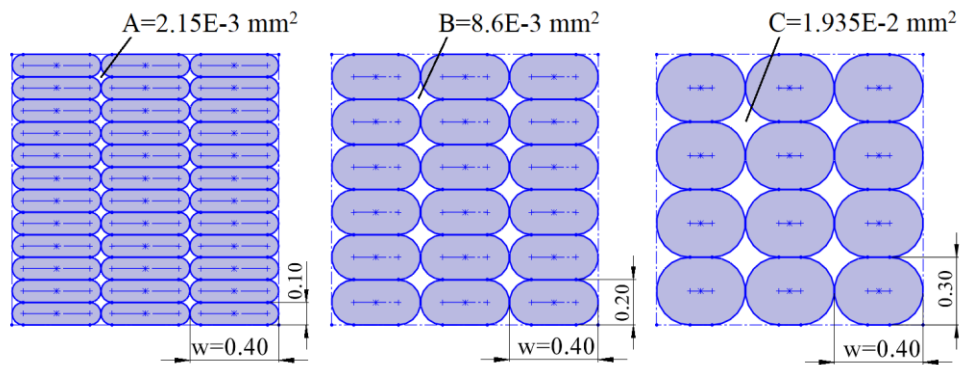 A=2.15E-3 mm²
B=8.6E-3 mm²
C=1.935E-2 mm²
0.10
0.20
0.30
w=0.40
w=0.40
w=0.40